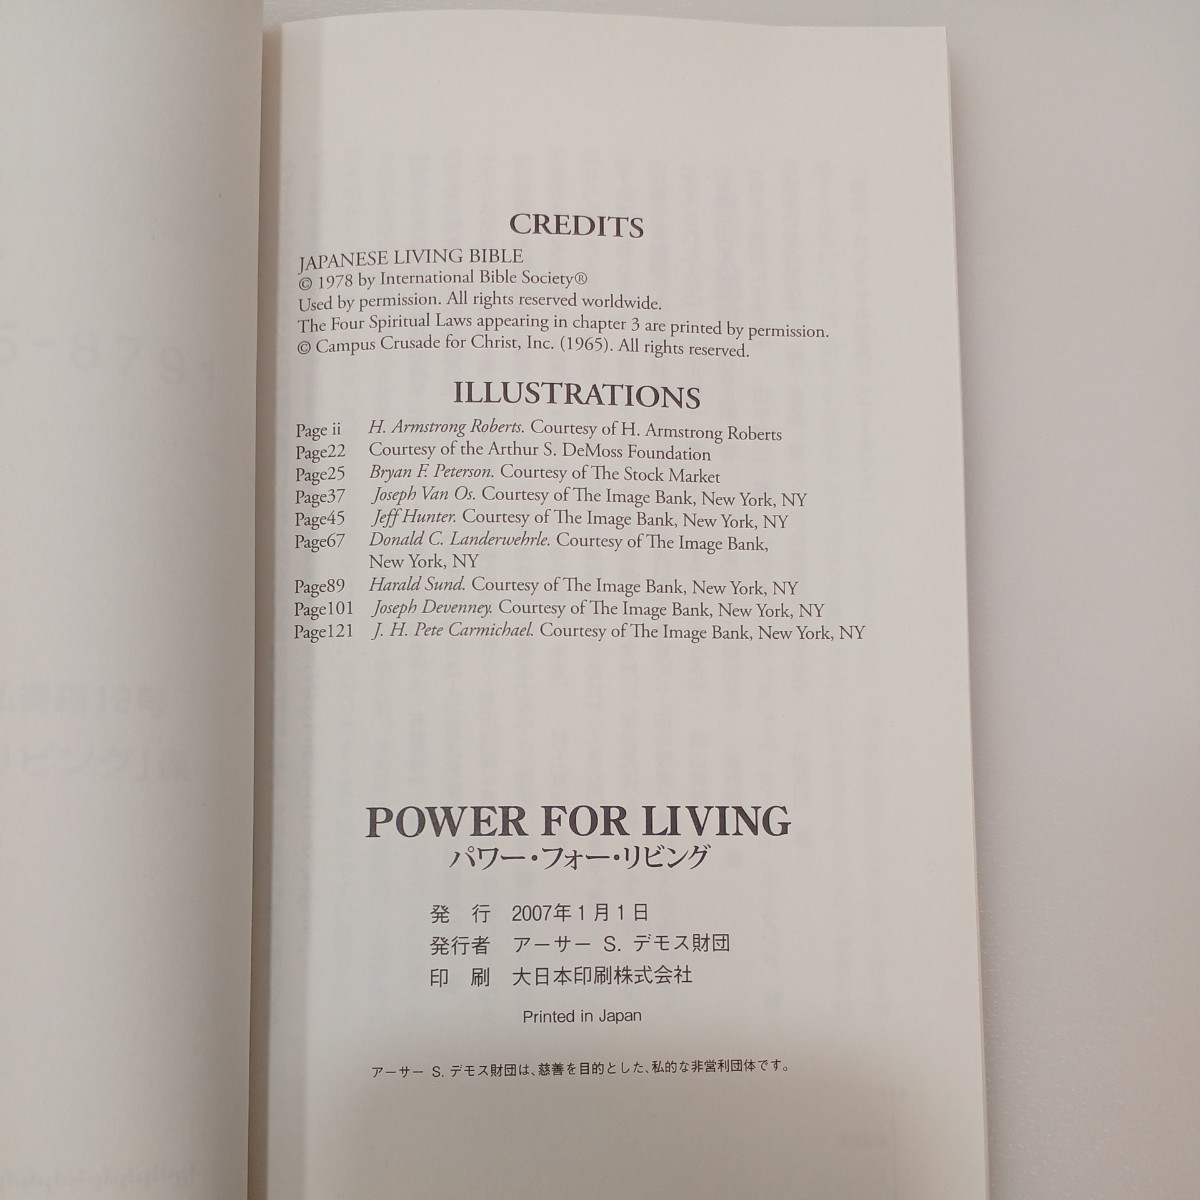 CREDITS
JAPANESE LIVING BIBLE
© 1978 by International Bible Society®
Used by permission. All rights reserved worldwide.
The Four Spiritual Laws appearing in chapter 3 are printed by permission.
© Campus Crusade for Christ, Inc. (1965). All rights reserved.
ILLUSTRATIONS
Page ii H. Armstrong Roberts. Courtesy of H. Armstrong Roberts
Page22 Courtesy of the Arthur S. DeMoss Foundation
Page25 Bryan F. Peterson. Courtesy of The Stock Market
Page37 Joseph Van Os. Courtesy of The Image Bank, New York, NY
Page45 Jeff Hunter. Courtesy of The Image Bank, New York, NY
Page67 Donald C. Landerwehrle. Courtesy of The Image Bank,
New York, NY
Page89 Harald Sund. Courtesy of The Image Bank, New York, NY
Page101 Joseph Devenney. Courtesy of The Image Bank, New York, NY
Page121 J. H. Pete Carmichael. Courtesy of The Image Bank, New York, NY
POWER FOR LIVING
パワー・フォー・リビング
発 行 2007年1月1日
発行者 アーサー S. デモス財団
印 刷 大日本印刷株式会社
Printed in Japan
アーサー S. デモス財団は、慈善を目的とした、私的な非営利団体です。